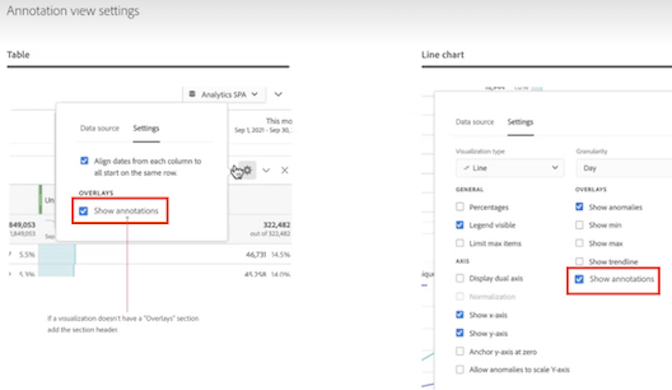 Annotation view settings
Table
Line chart
Analytics SPA
Data source
Settings
This mo
Sep 1, 2021 - Sep 30,
Align dates from each column to
all start on the same row.
OVERLAYS
Show annotations
Un
849,053
1,849,053
322,482
out of 322,482
5.5%
46,731 14.5%
5.3%
45,258 14.0%
If a visualization doesn't have a "Overlays" section
add the section header.
Data source
Settings
Visualization type
Granularity
Line
Day
GENERAL
OVERLAYS
Percentages
Show anomalies
Legend visible
Show min
Limit max items
Show max
AXIS
Show trendline
Display dual axis
Show annotations
Normalization
Show x-axis
Show y-axis
Anchor y-axis at zero
Allow anomalies to scale Y-axis
ique